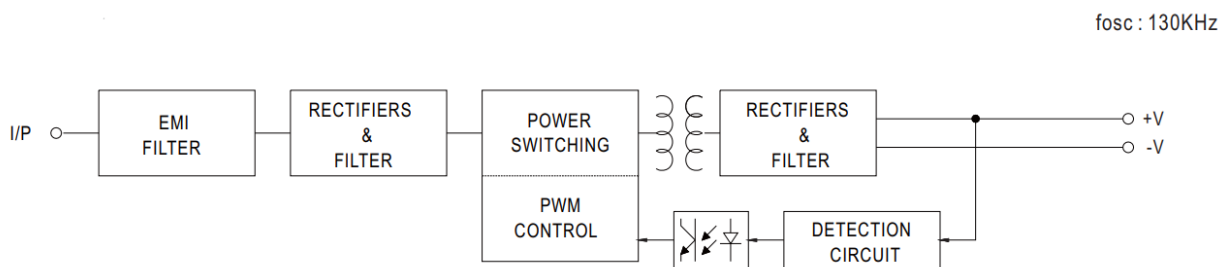 fosc : 130KHz
I/P
EMI
FILTER
RECTIFIERS
&
FILTER
POWER
SWITCHING
PWM
CONTROL
RECTIFIERS
&
FILTER
+V
-V
DETECTION
CIRCUIT